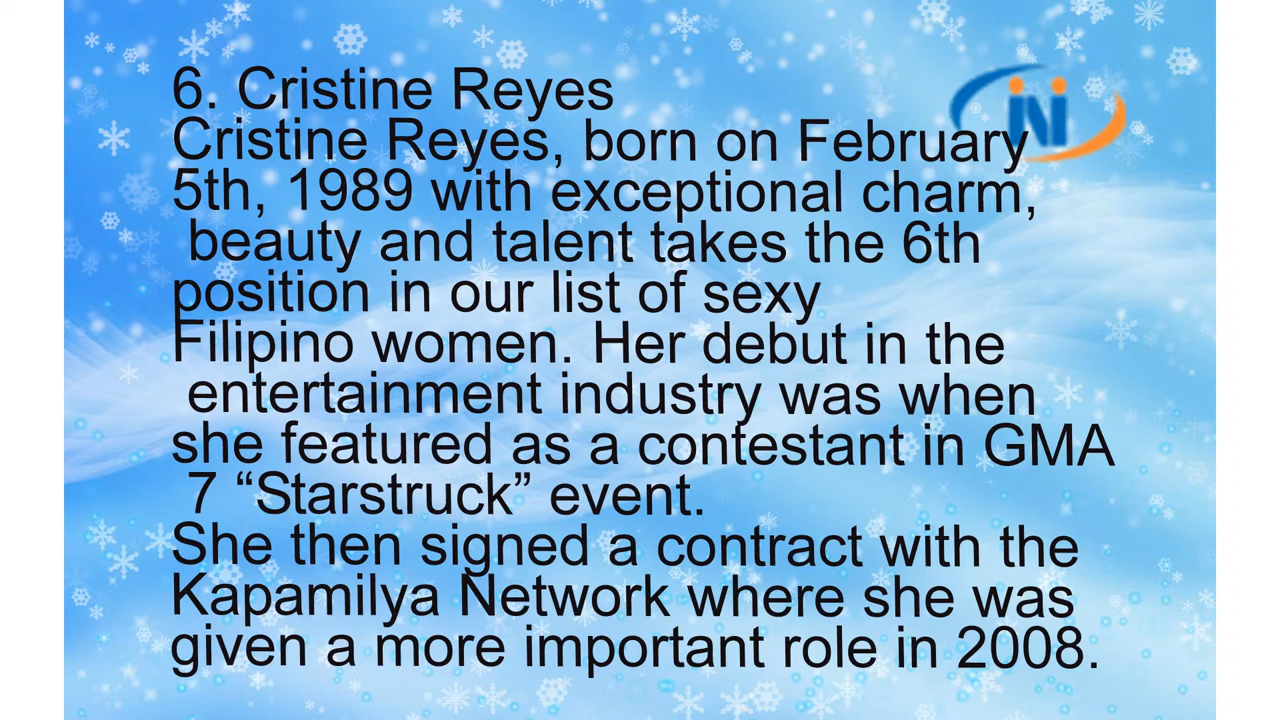 6. Cristine Reyes
Cristine Reyes, born on February
5th, 1989 with exceptional charm,
beauty and talent takes the 6th
position in our list of sexy
Filipino women. Her debut in the
entertainment industry was when
she featured as a contestant in GMA
7 “Starstruck” event.
She then signed a contract with the
Kapamilya Network where she was
given a more important role in 2008.
iNi